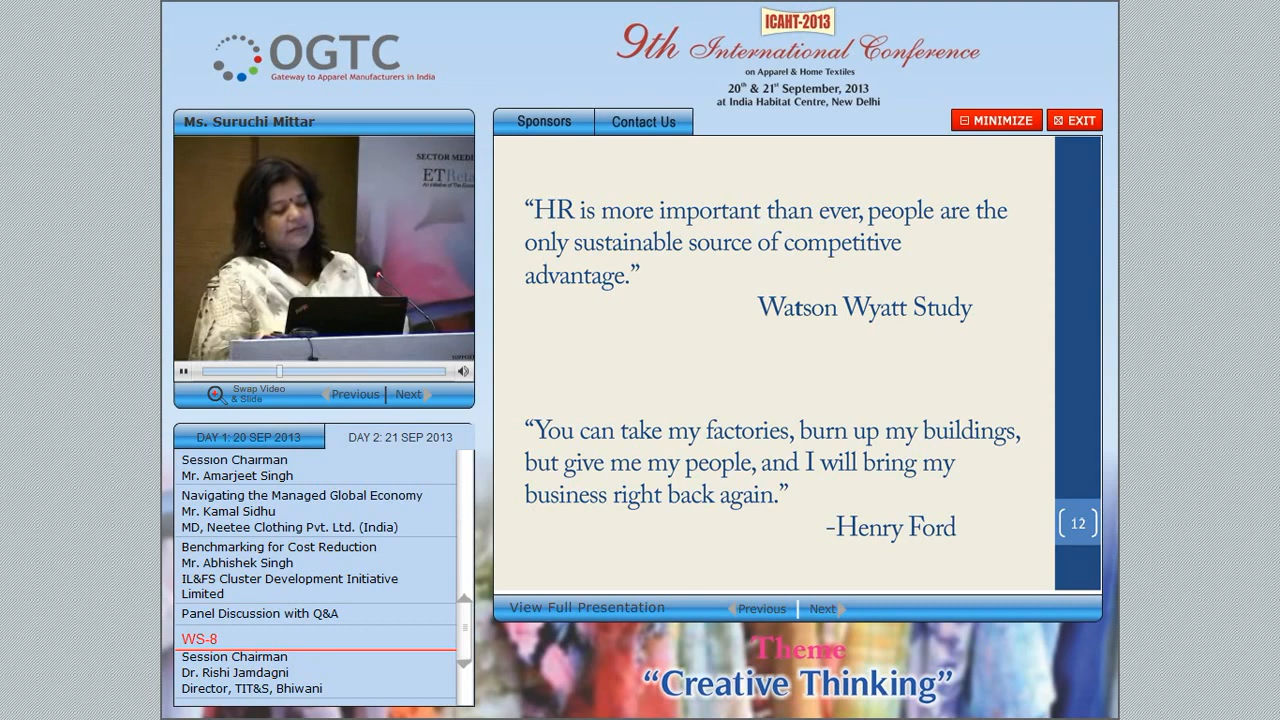 OGTC
Gateway to Apparel Manufacturers in India
ICAHT-2013
9th International Conference
on Apparel & Home Textiles
20th & 21st September, 2013
at India Habitat Centre, New Delhi
Ms. Suruchi Mittar
Sponsors
Contact Us
MINIMIZE
EXIT
SECTOR MEDI
ETReta
Swap Video
& Slide
Previous
Next
“HR is more important than ever, people are the
only sustainable source of competitive
advantage.”
Watson Wyatt Study
“You can take my factories, burn up my buildings,
but give me my people, and I will bring my
business right back again.”
-Henry Ford
12
View Full Presentation
Previous
Next
DAY 1: 20 SEP 2013
DAY 2: 21 SEP 2013
Session Chairman
Mr. Amarjeet Singh
Navigating the Managed Global Economy
Mr. Kamal Sidhu
MD, Neetee Clothing Pvt. Ltd. (India)
Benchmarking for Cost Reduction
Mr. Abhishek Singh
IL&FS Cluster Development Initiative
Limited
Panel Discussion with Q&A
WS-8
Session Chairman
Dr. Rishi Jamdagni
Director, TIT&S, Bhiwani
Theme
“Creative Thinking”